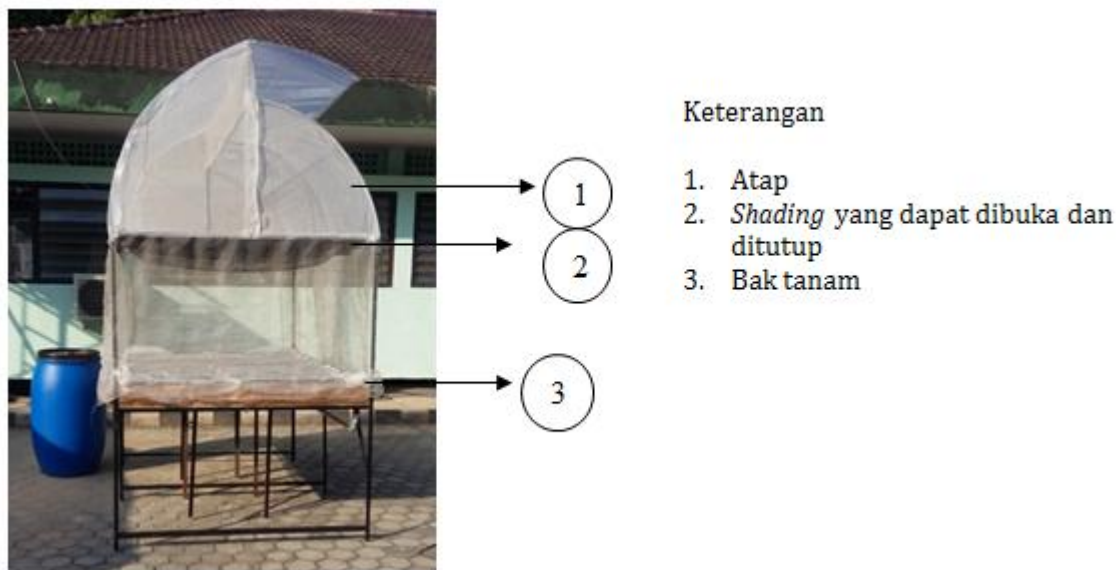 Keterangan
1
1. Atap
2. Shading yang dapat dibuka dan
ditutup
2
3. Bak tanam
3